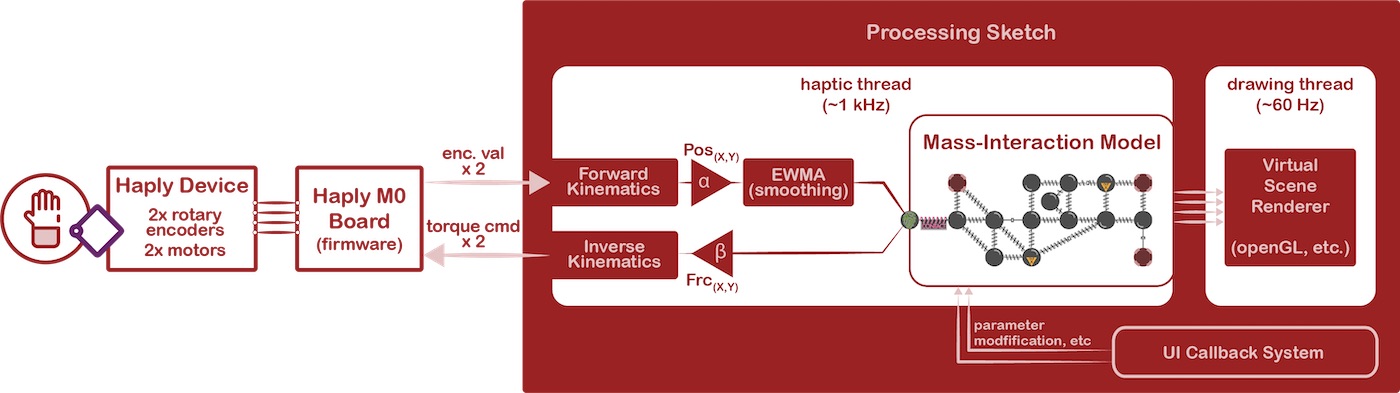 Processing Sketch
haptic thread
(~1 kHz)
drawing thread
(~60 Hz)
Haply Device
2x rotary
encoders
2x motors
Haply M0
Board
(firmware)
enc. val
x 2
torque cmd
x 2
Forward
Kinematics
Pos(X,Y)
α
EWMA
(smoothing)
Inverse
Kinematics
β
Frc(X,Y)
Mass-Interaction Model
Virtual
Scene
Renderer
(openGL, etc.)
parameter
modfification, etc
UI Callback System